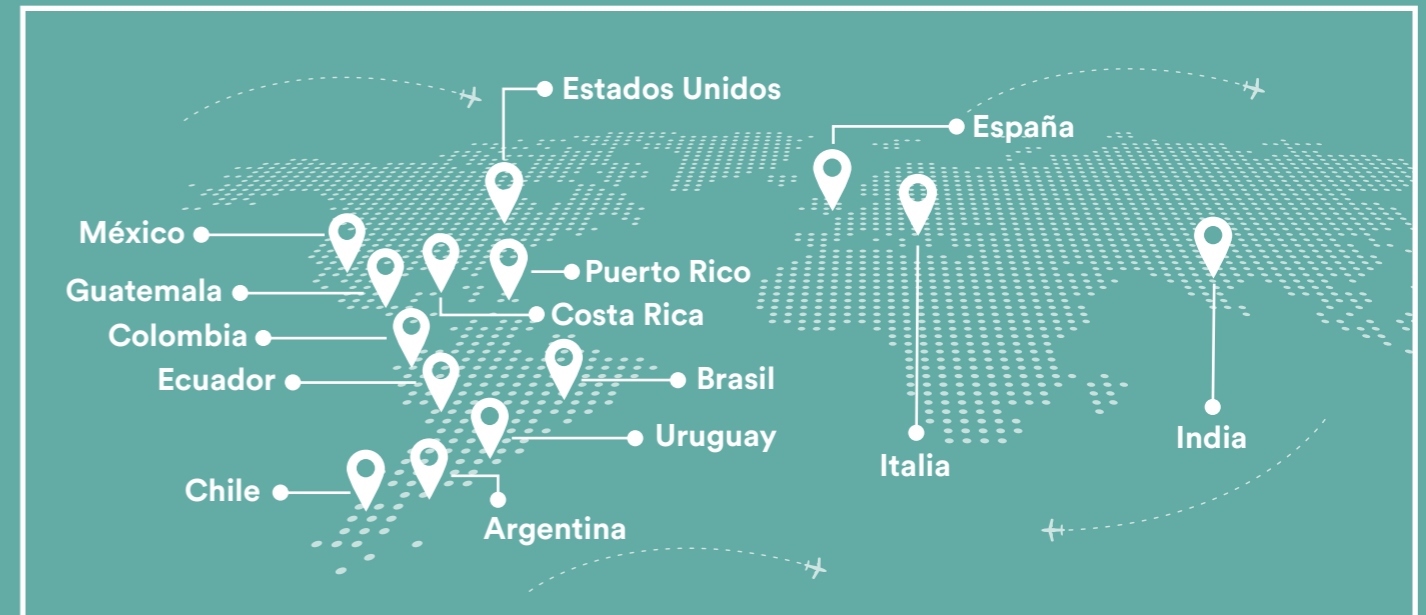 Estados Unidos
España
México
Puerto Rico
Guatemala
Costa Rica
Colombia
Ecuador
Brasil
Uruguay
India
Italia
Chile
Argentina